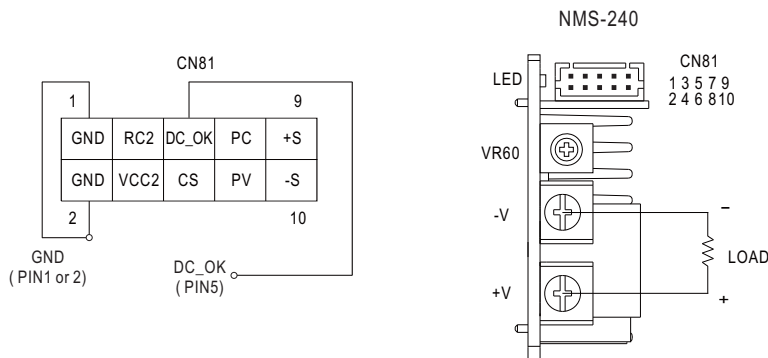 CN81
1 9
GND RC2 DC_OK PC +S
GND VCC2 CS PV -S
2 10
GND
( PIN1 or 2)
DC_OK
( PIN5)
NMS-240
LED
CN81
1 3 5 7 9
2 4 6 8 10
VR60
-V
–
LOAD
+V
+